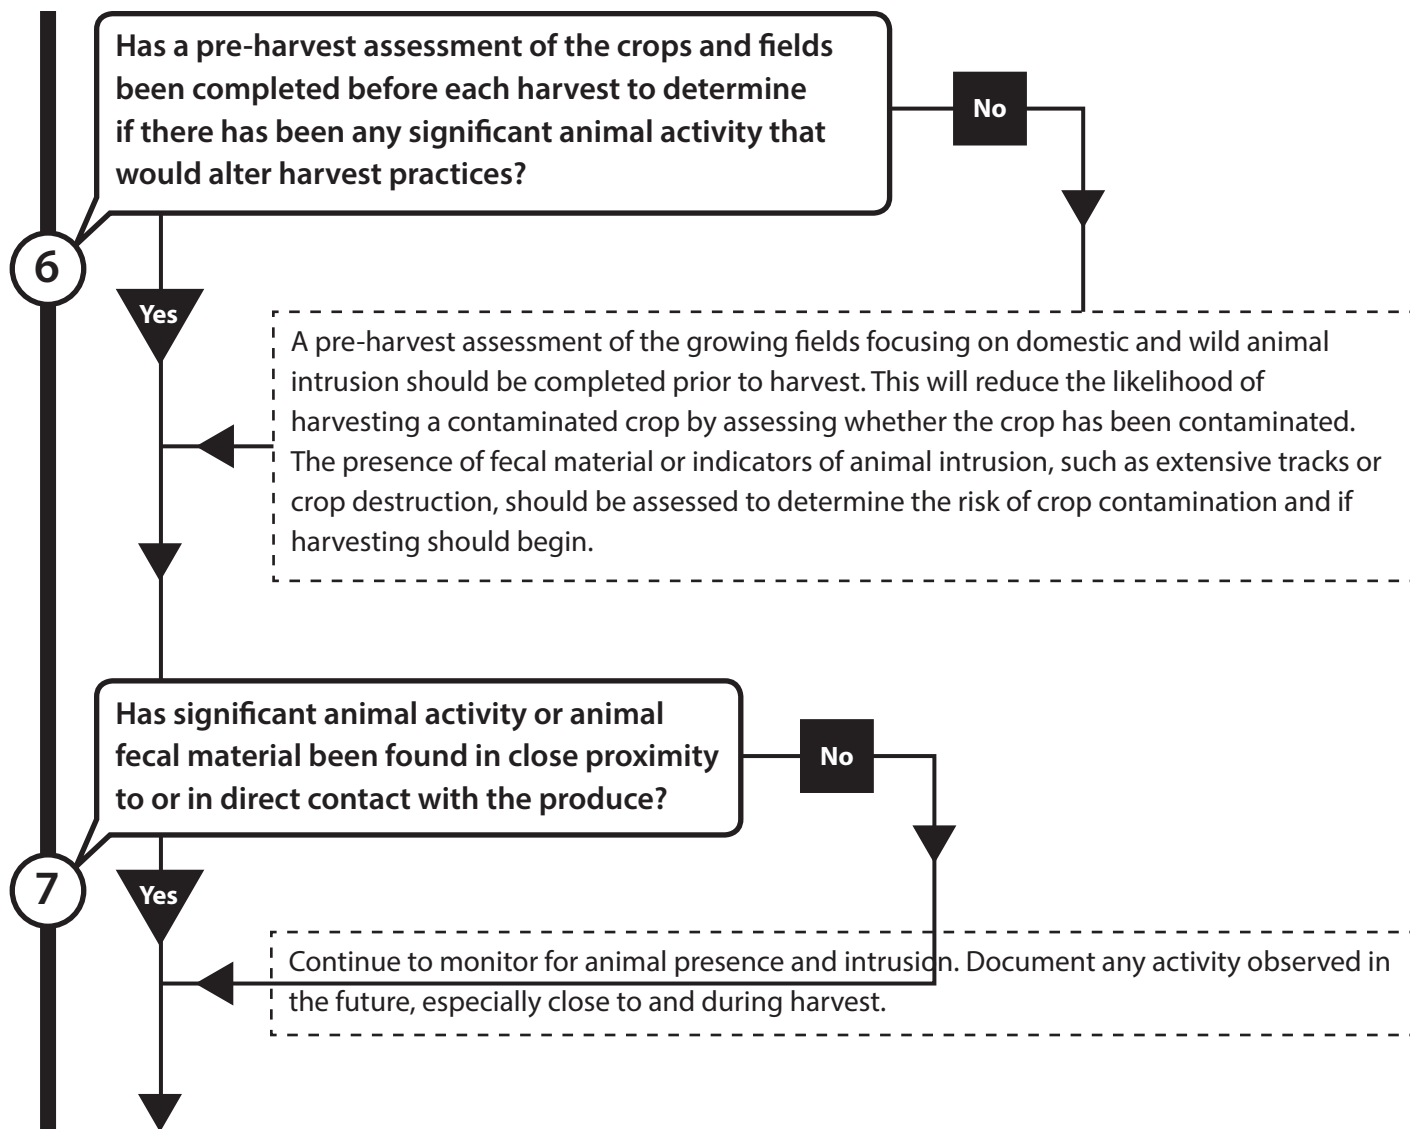 Has a pre-harvest assessment of the crops and fields
been completed before each harvest to determine
if there has been any significant animal activity that
would alter harvest practices?
No
6
Yes
A pre-harvest assessment of the growing fields focusing on domestic and wild animal
intrusion should be completed prior to harvest. This will reduce the likelihood of
harvesting a contaminated crop by assessing whether the crop has been contaminated.
The presence of fecal material or indicators of animal intrusion, such as extensive tracks or
crop destruction, should be assessed to determine the risk of crop contamination and if
harvesting should begin.
Has significant animal activity or animal
fecal material been found in close proximity
to or in direct contact with the produce?
No
7
Yes
Continue to monitor for animal presence and intrusion. Document any activity observed in
the future, especially close to and during harvest.